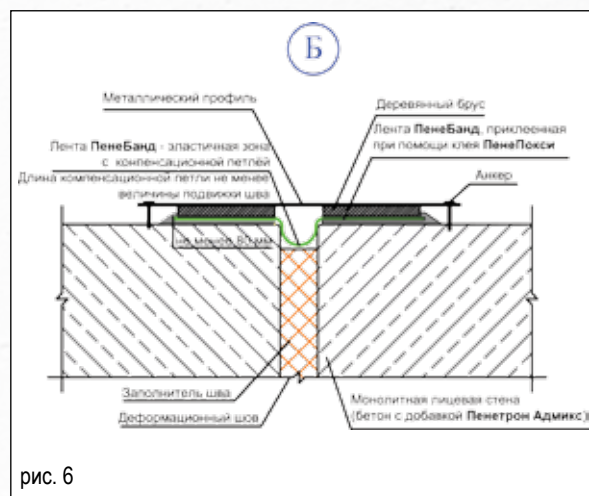 Б
Металлический профиль
Деревянный брус
Лента ПенеБанд - эластичная зона
с компенсационной петлёй
Лента ПенеБанд, приклеенная
при помощи клея ПенеПокси
Длина компенсационной петли не менее
величины подвижки шва
Анкер
не менее 80 мм
Заполнитель шва
Деформационный шов
Монолитная лицевая стена
(бетон с добавкой Пенетрон Адмикс)
рис. 6